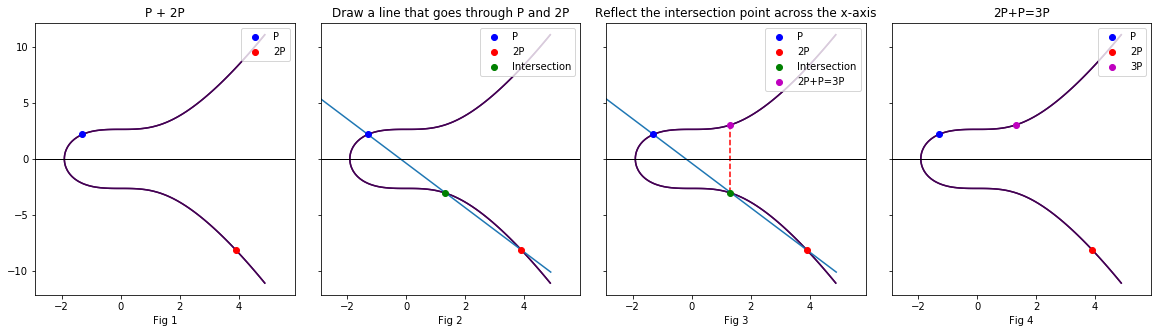 P + 2P
P
2P
10
5
0
−5
−10
−2 0 2 4
Fig 1
Draw a line that goes through P and 2P
P
2P
Intersection
−2 0 2 4
Fig 2
Reflect the intersection point across the x-axis
P
2P
Intersection
2P+P=3P
−2 0 2 4
Fig 3
2P+P=3P
P
2P
3P
−2 0 2 4
Fig 4